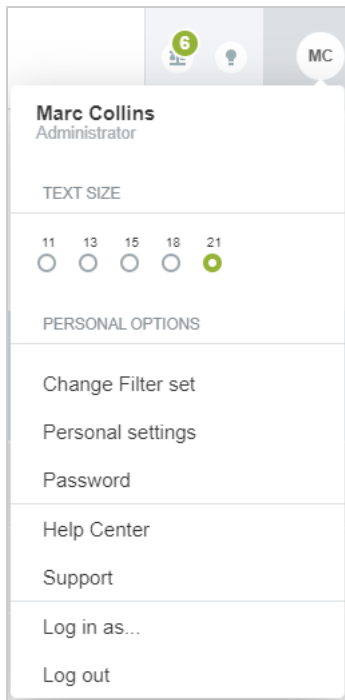 6
MC
Marc Collins
Administrator
TEXT SIZE
11 13 15 18 21
PERSONAL OPTIONS
Change Filter set
Personal settings
Password
Help Center
Support
Log in as...
Log out